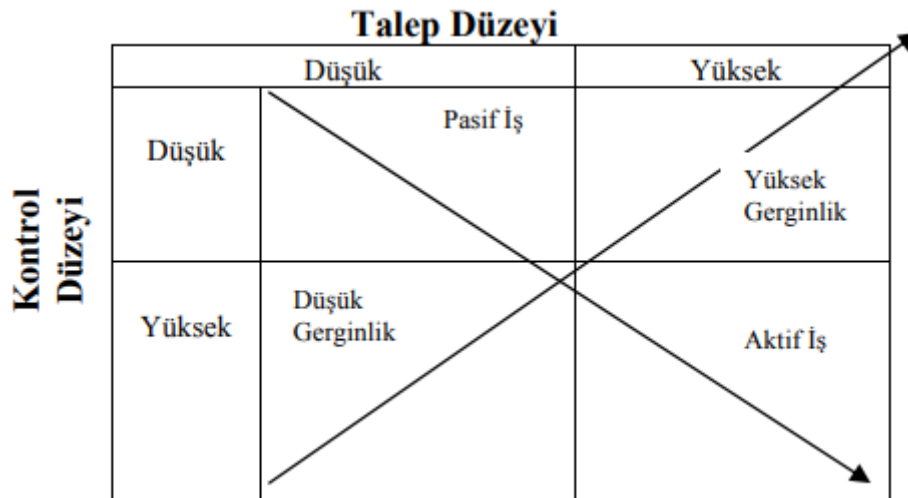 Talep Düzeyi
Düşük
Yüksek
Kontrol
Düzeyi
Düşük
Pasif İş
Yüksek
Gerginlik
Yüksek
Düşük
Gerginlik
Aktif İş